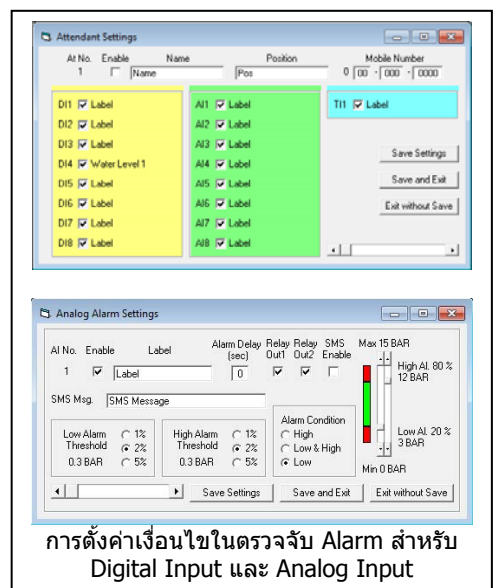 Attendant Settings
At No. Enable Name Position Mobile Number
1 Name Pos 0 00 - 000 - 0000
DI1 Label AI1 Label TI1 Label
DI2 Label AI2 Label
DI3 Label AI3 Label
DI4 Water Level 1 AI4 Label Save Settings
DI5 Label AI5 Label Save and Exit
DI6 Label AI6 Label Exit without Save
DI7 Label AI7 Label
DI8 Label AI8 Label
Analog Alarm Settings
AI No. Enable Label Alarm Delay (sec) Relay Out1 Relay Out2 SMS Enable Max 15 BAR
1 Label 0 High Al. 80 %
12 BAR
SMS Msg. SMS Message
Low Alarm Threshold 1% High Alarm Threshold 1% Alarm Condition
2% 2% High
0.3 BAR 5% 0.3 BAR 5% Low & High
Low
Low Al. 20 %
3 BAR
Min 0 BAR
Save Settings Save and Exit Exit without Save
การตั้งค่าเงื่อนไขในตรวจจับ Alarm สำหรับ
Digital Input และ Analog Input